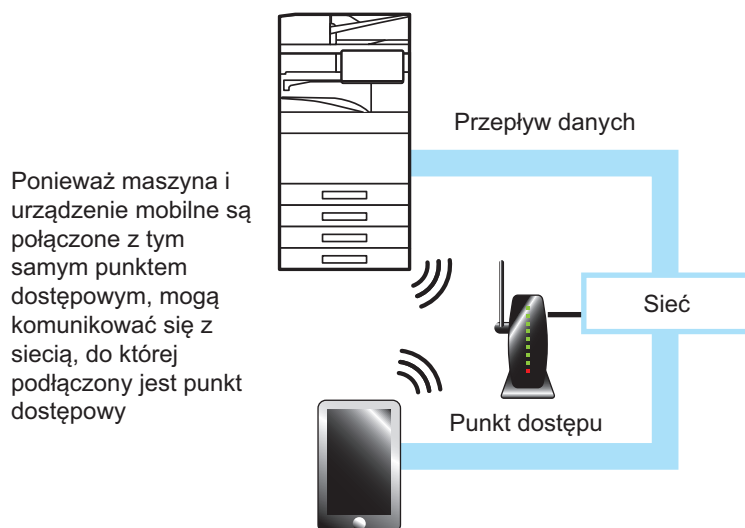 Przepływ danych
Ponieważ maszyna i
urządzenie mobilne są
połączone z tym
samym punktem
dostępowym, mogą
komunikować się z
siecią, do której
podłączony jest punkt
dostępowy
Sieć
Punkt dostępu